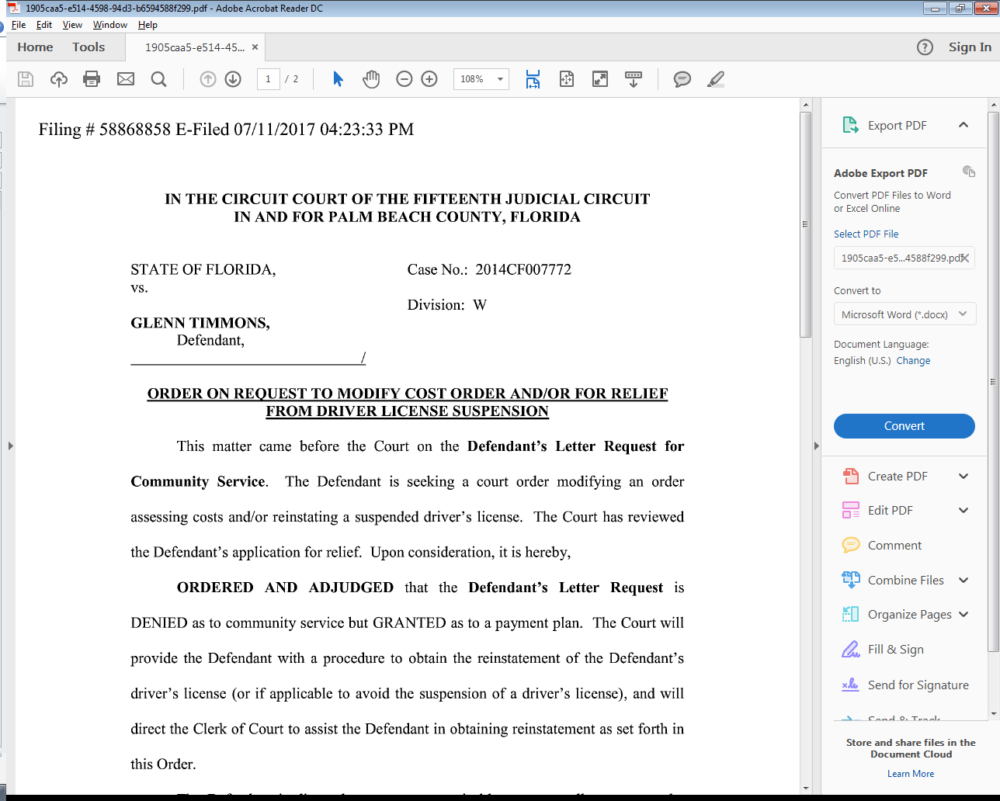 1905caa5-e514-4598-94d3-b6594588f299.pdf - Adobe Acrobat Reader DC
File Edit View Window Help
Home Tools 1905caa5-e514-45... × ? Sign In
1 / 2 108%
Filing # 58868858 E-Filed 07/11/2017 04:23:33 PM
IN THE CIRCUIT COURT OF THE FIFTEENTH JUDICIAL CIRCUIT
IN AND FOR PALM BEACH COUNTY, FLORIDA
STATE OF FLORIDA, Case No.: 2014CF007772
vs.
Division: W
GLENN TIMMONS,
Defendant,
/
ORDER ON REQUEST TO MODIFY COST ORDER AND/OR FOR RELIEF
FROM DRIVER LICENSE SUSPENSION
This matter came before the Court on the Defendant’s Letter Request for
Community Service. The Defendant is seeking a court order modifying an order
assessing costs and/or reinstating a suspended driver’s license. The Court has reviewed
the Defendant’s application for relief. Upon consideration, it is hereby,
ORDERED AND ADJUDGED that the Defendant’s Letter Request is
DENIED as to community service but GRANTED as to a payment plan. The Court will
provide the Defendant with a procedure to obtain the reinstatement of the Defendant’s
driver’s license (or if applicable to avoid the suspension of a driver’s license), and will
direct the Clerk of Court to assist the Defendant in obtaining reinstatement as set forth in
this Order.
Export PDF
Adobe Export PDF
Convert PDF Files to Word
or Excel Online
Select PDF File
1905caa5-e5...4588f299.pdf
Convert to
Microsoft Word (*.docx)
Document Language:
English (U.S.) Change
Convert
Create PDF
Edit PDF
Comment
Combine Files
Organize Pages
Fill & Sign
Send for Signature
Send & Track
Store and share files in the
Document Cloud
Learn More